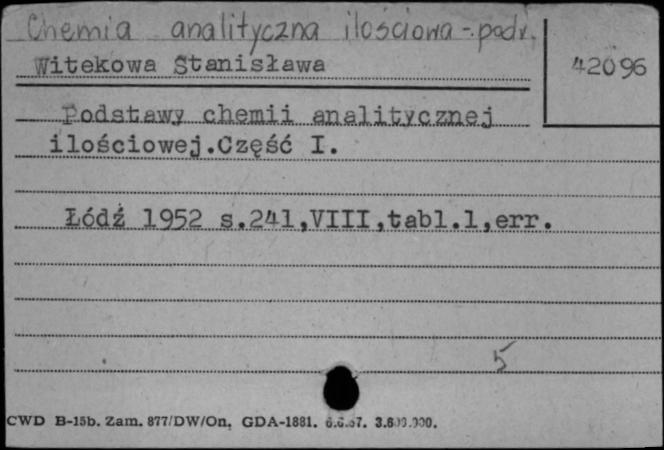 Chemia analityczna ilościowa - podr.
Witekowa Stanisława
42096
Podstawy chemii analitycznej
ilościowej.Część I.
Łódź 1952 s.241,VIII,tabl.1,err.
5
CWD B-15b. Zam. 877/DW/On. GDA-1881.